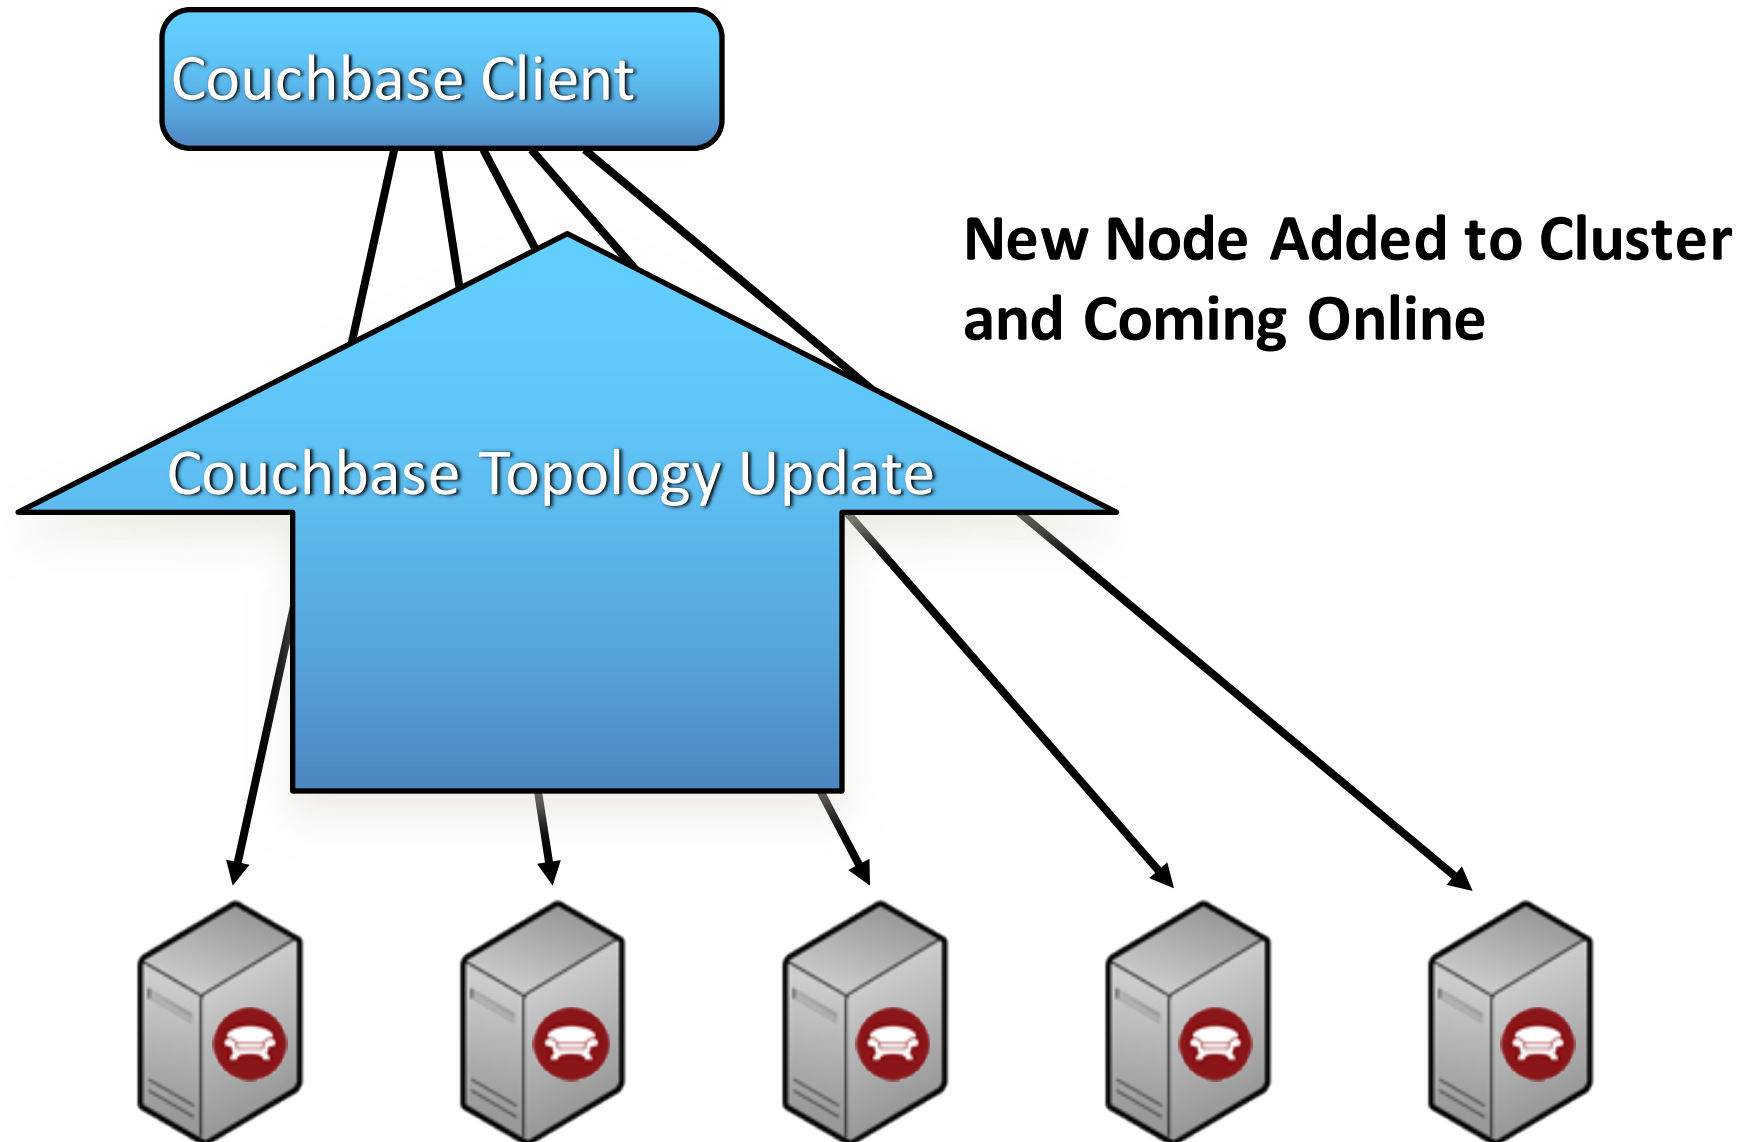 Couchbase Client
New Node Added to Cluster
and Coming Online
Couchbase Topology Update